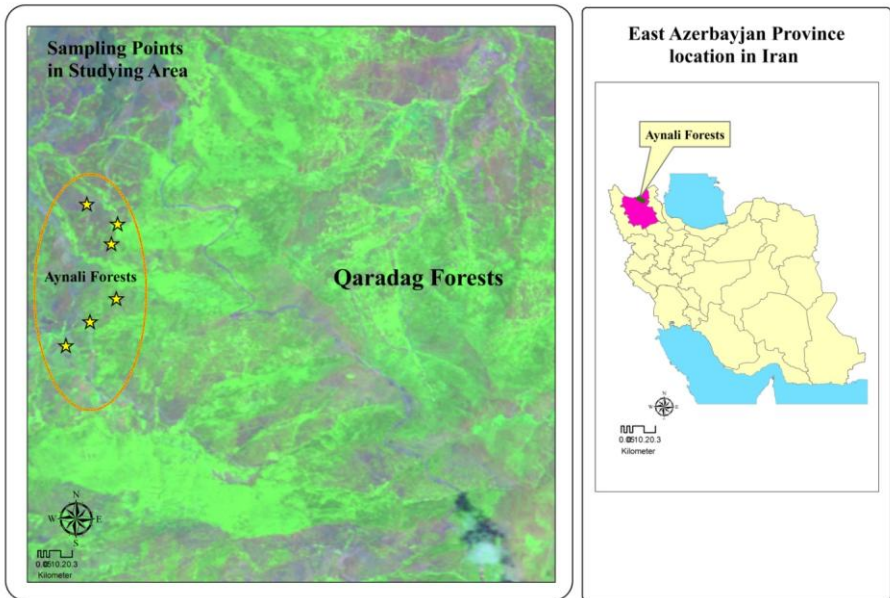 Sampling Points
in Studying Area
Aynali Forests
Qaradag Forests
N
W E
S
Kilometer
East Azerbayjan Province
location in Iran
Aynali Forests
Kilometer